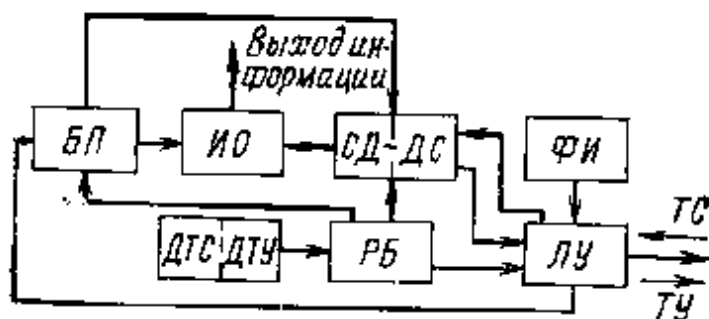 Выход ин-
формации
БП
ИО
СД-ДС
ФИ
ТС
ДТС ДТУ
РБ
ЛУ
ТУ